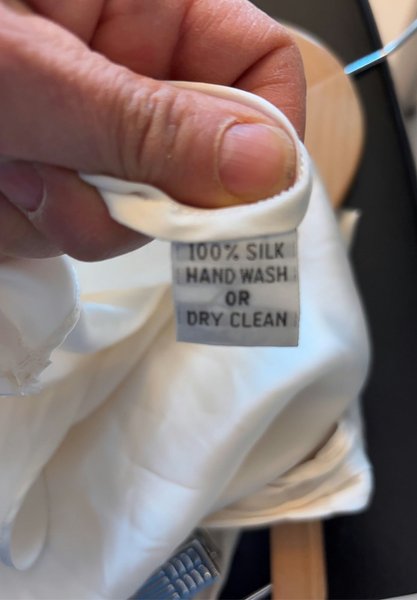 100% SILK
HAND WASH
OR
DRY CLEAN